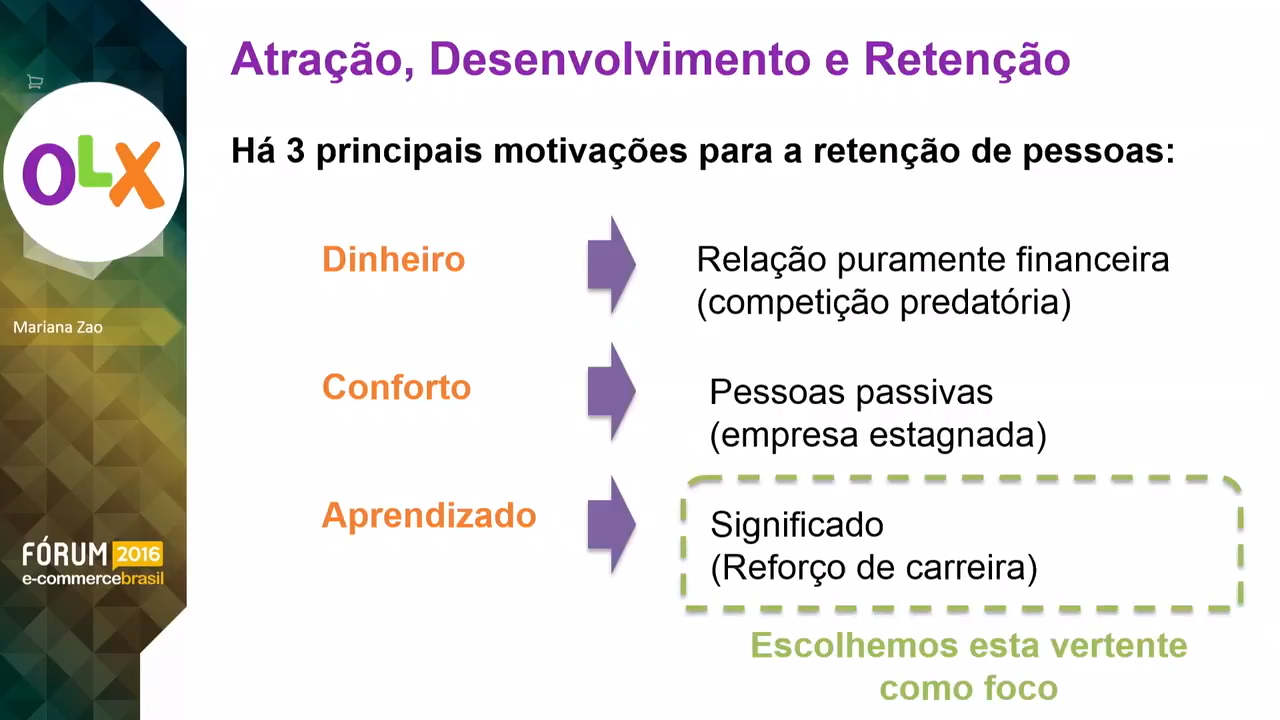 Atração, Desenvolvimento e Retenção
OLX
Há 3 principais motivações para a retenção de pessoas:
Dinheiro
Relação puramente financeira
(competição predatória)
Mariana Zao
Conforto
Pessoas passivas
(empresa estagnada)
Aprendizado
Significado
(Reforço de carreira)
FÓRUM 2016
e-commercebrasil
Escolhemos esta vertente
como foco